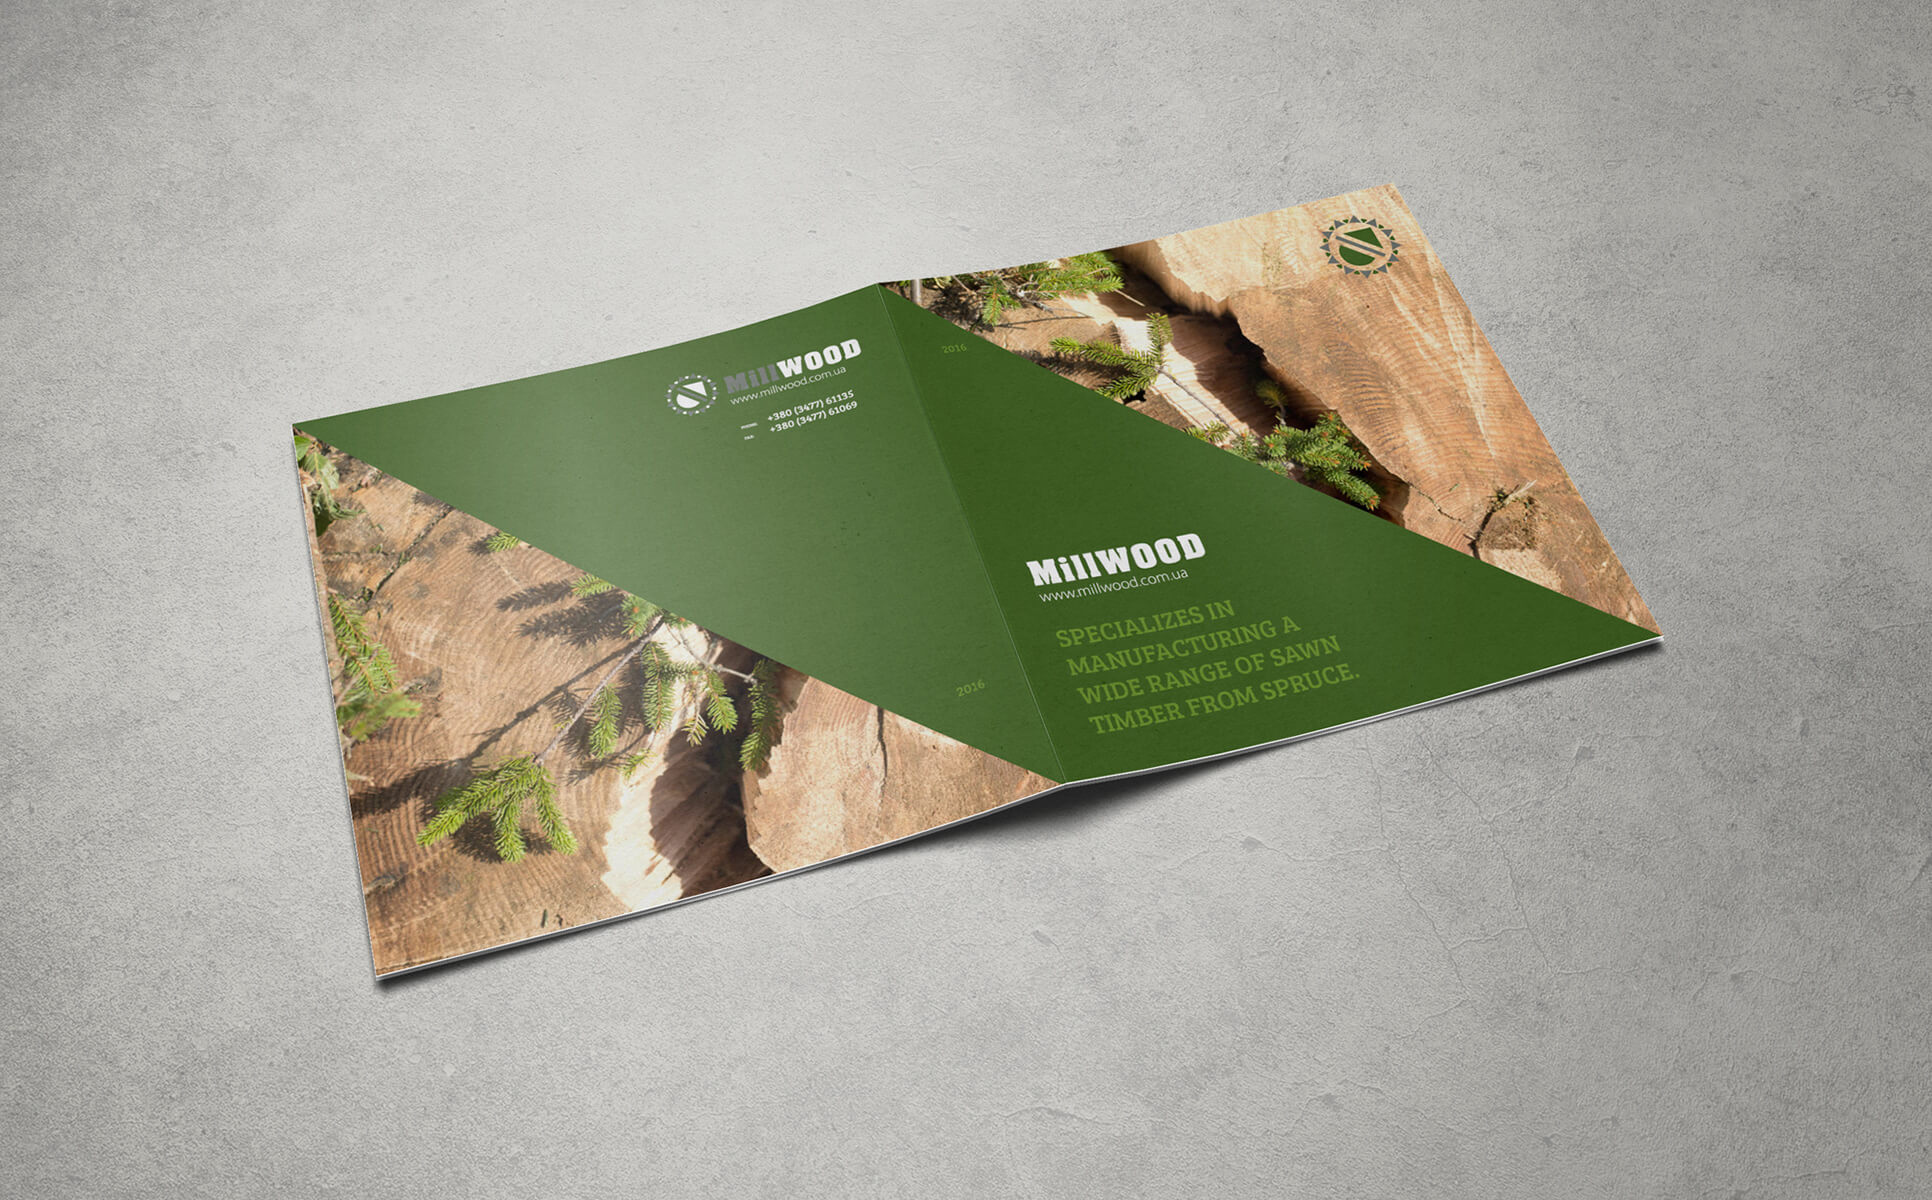 MillWOOD
www.millwood.com.ua
PHONE: +380 (3477) 61135
FAX: +380 (3477) 61069
2016
2016
MillWOOD
www.millwood.com.ua
SPECIALIZES IN
MANUFACTURING A
WIDE RANGE OF SAWN
TIMBER FROM SPRUCE.